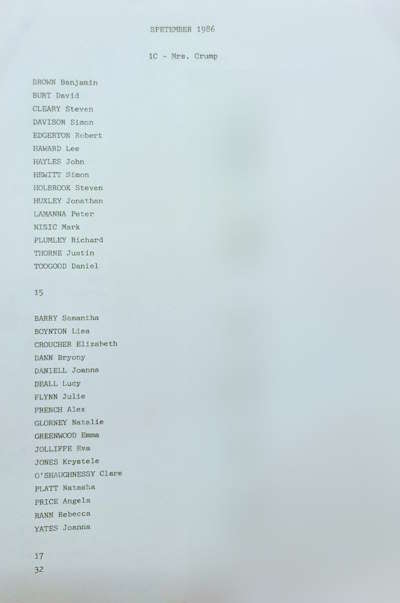 SPETEMBER 1986
1C - Mrs. Crump
BROWN Benjamin
BURT David
CLEARY Steven
DAVISON Simon
EDGERTON Robert
HAWARD Lee
HAYLES John
HEWITT Simon
HOLBROOK Steven
HUXLEY Jonathan
LAMANNA Peter
NISIC Mark
PLUMLEY Richard
THORNE Justin
TOOGOOD Daniel
15
BARRY Samantha
BOYNTON Lisa
CROUCHER Elizabeth
DANN Bryony
DANIELL Joanna
DEALL Lucy
FLYNN Julie
FRENCH Alex
GLORNEY Natalie
GREENWOOD Emma
JOLLIFFE Eva
JONES Krystele
O'SHAUGHNESSY Clare
PLATT Natasha
PRICE Angela
RANN Rebecca
YATES Joanna
17
32